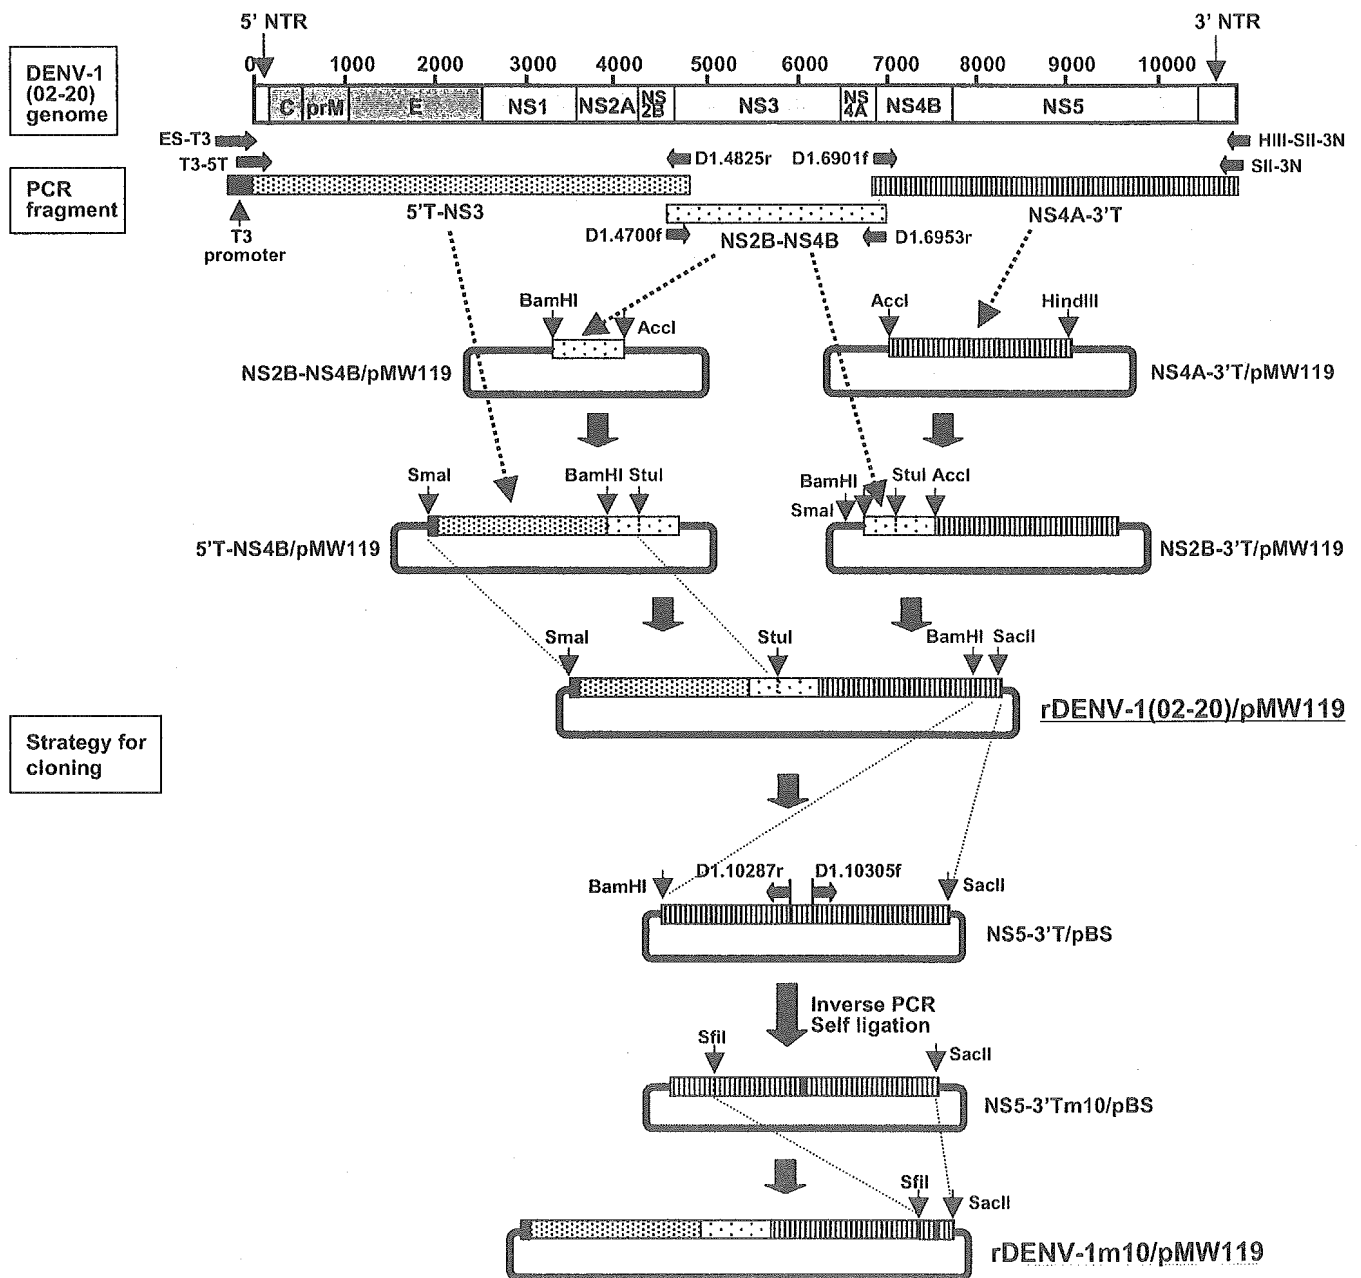 5' NTR
3' NTR
DENV-1
(02-20)
genome
0 1000 2000 3000 4000 5000 6000 7000 8000 9000 10000
C prM E NS1 NS2A NS2B NS3 NS4A NS4B NS5
ES-T3
HIII-SII-3N
T3-5T
D1.4825r
D1.6901f
SII-3N
PCR
fragment
5'T-NS3
NS4A-3'T
T3
promoter
D1.4700f
NS2B-NS4B
D1.6953r
BamHI
AccI
AccI
HindIII
NS2B-NS4B/pMW119
NS4A-3'T/pMW119
SmaI
BamHI StuI
BamHI
SmaI
StuI AccI
5'T-NS4B/pMW119
NS2B-3'T/pMW119
SmaI
StuI
BamHI SacII
rDENV-1(02-20)/pMW119
Strategy for
cloning
BamHI
D1.10287r
D1.10305f
SacII
NS5-3'T/pBS
Inverse PCR
Self ligation
SfiI
SacII
NS5-3'Tm10/pBS
SfiI
SacII
rDENV-1m10/pMW119